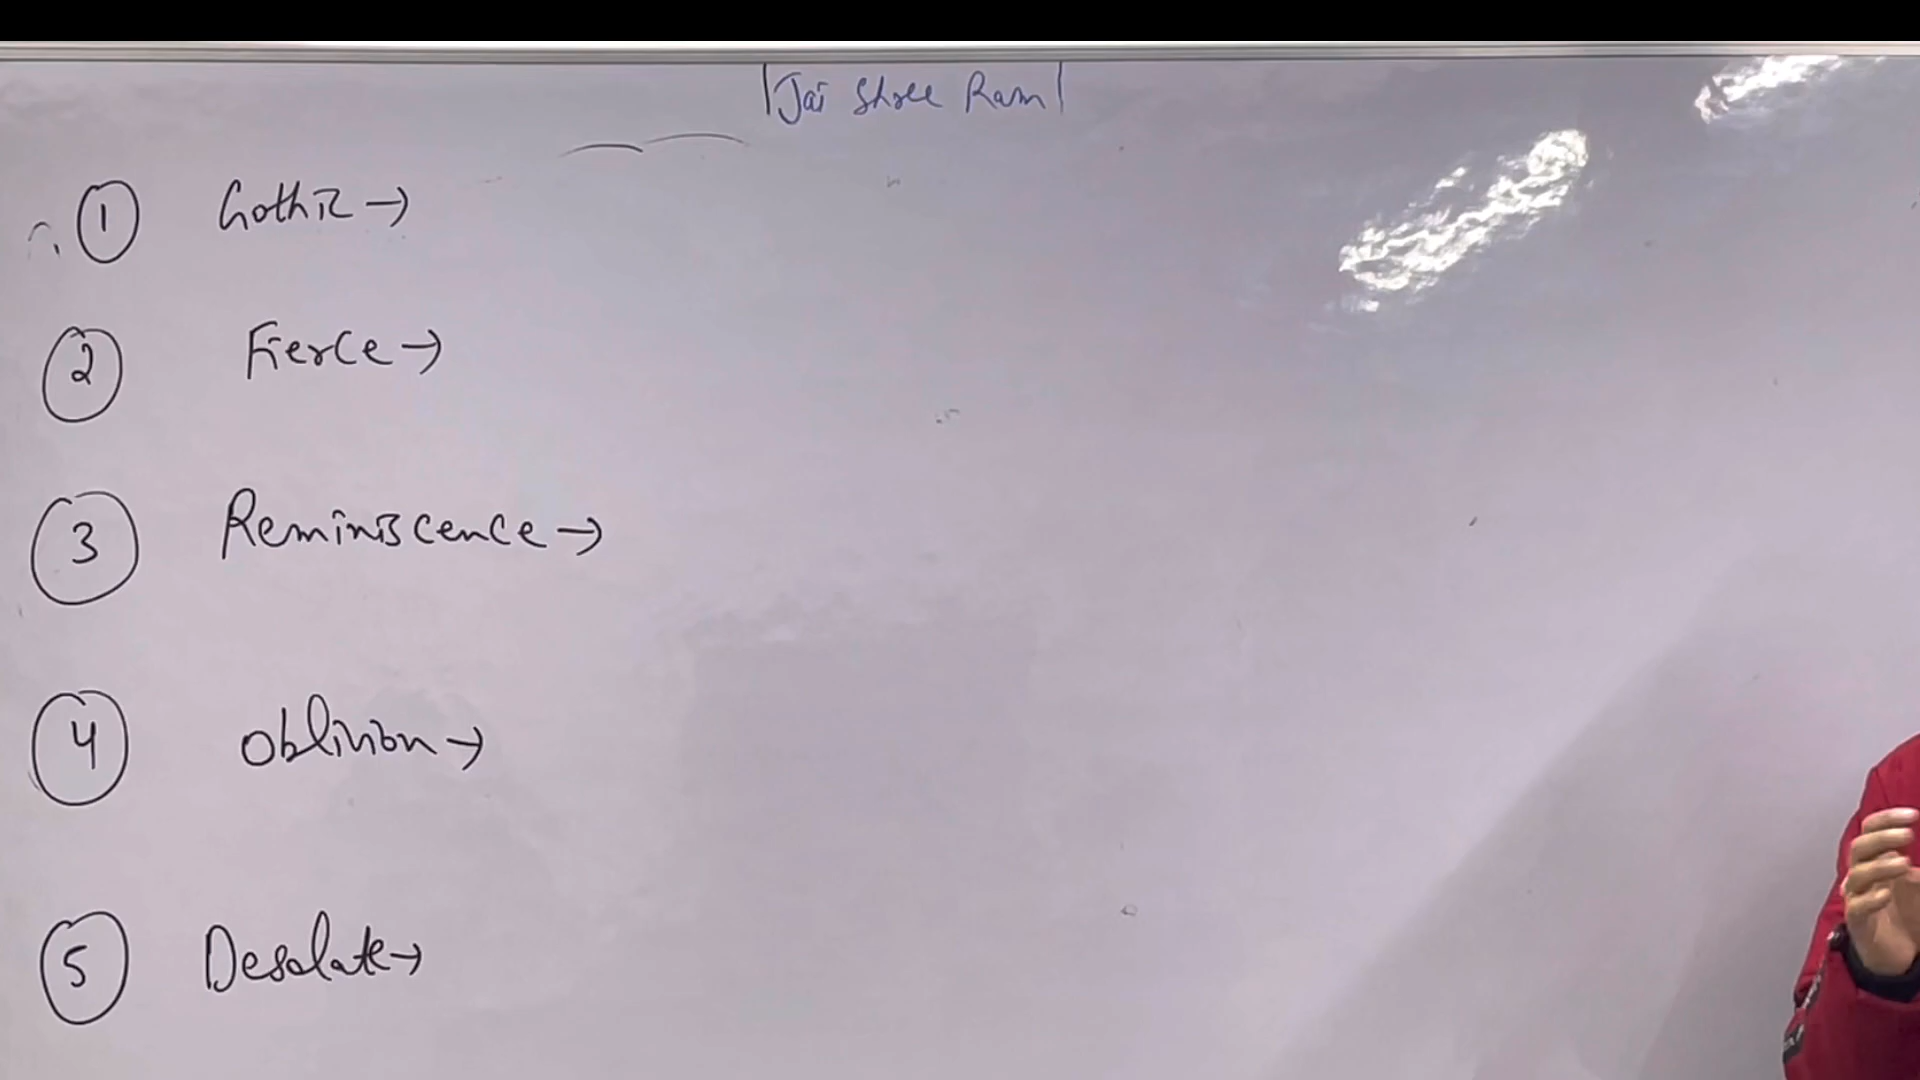 |Jai Shree Ram|
① Gothic →
② Fierce →
③ Reminiscence →
④ Oblivion →
⑤ Desolate →